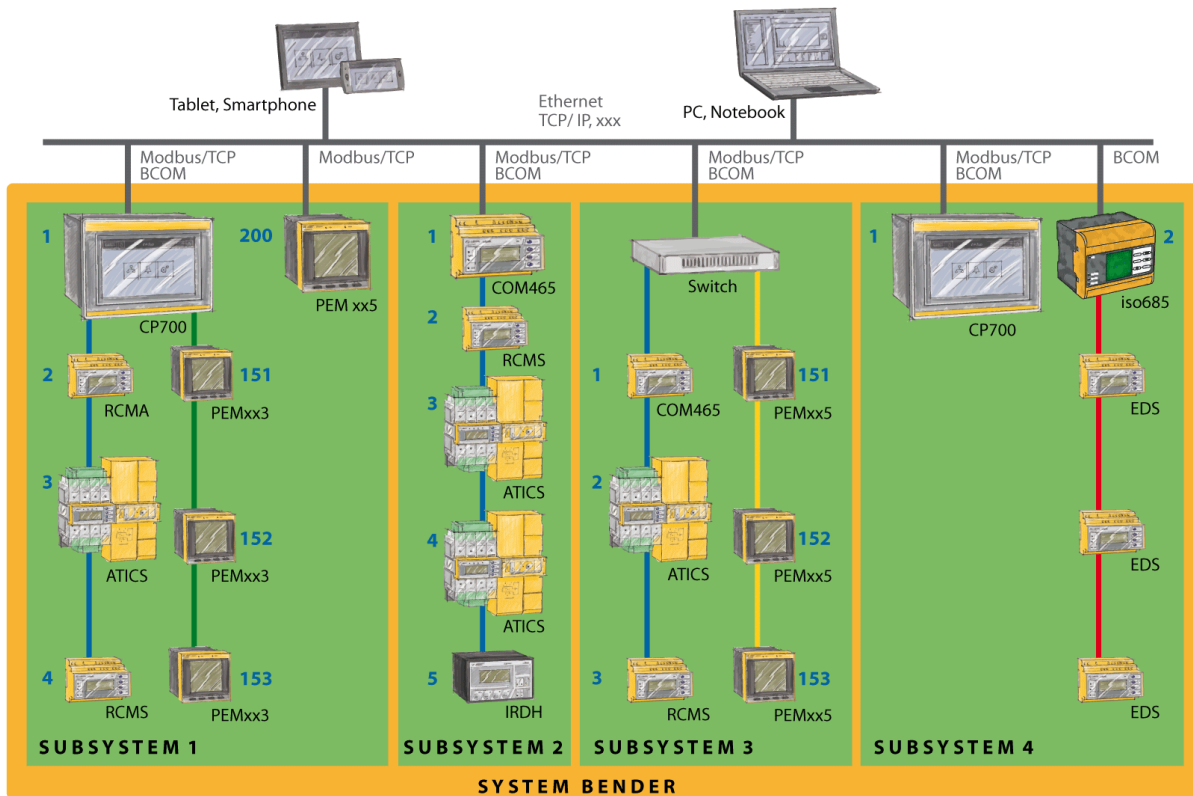 Tablet, Smartphone
Ethernet
TCP/ IP, xxx
PC, Notebook
Modbus/TCP
BCOM
Modbus/TCP
Modbus/TCP
BCOM
Modbus/TCP
BCOM
Modbus/TCP
BCOM
BCOM
1
CP700
200
PEM xx5
2
RCMA
151
PEMxx3
3
ATICS
152
PEMxx3
4
RCMS
153
PEMxx3
SUBSYSTEM 1
1
COM465
2
RCMS
3
ATICS
4
ATICS
5
IRDH
SUBSYSTEM 2
Switch
1
COM465
151
PEMxx5
2
ATICS
152
PEMxx5
3
RCMS
153
PEMxx5
SUBSYSTEM 3
1
CP700
2
iso685
EDS
EDS
EDS
SUBSYSTEM 4
SYSTEM BENDER